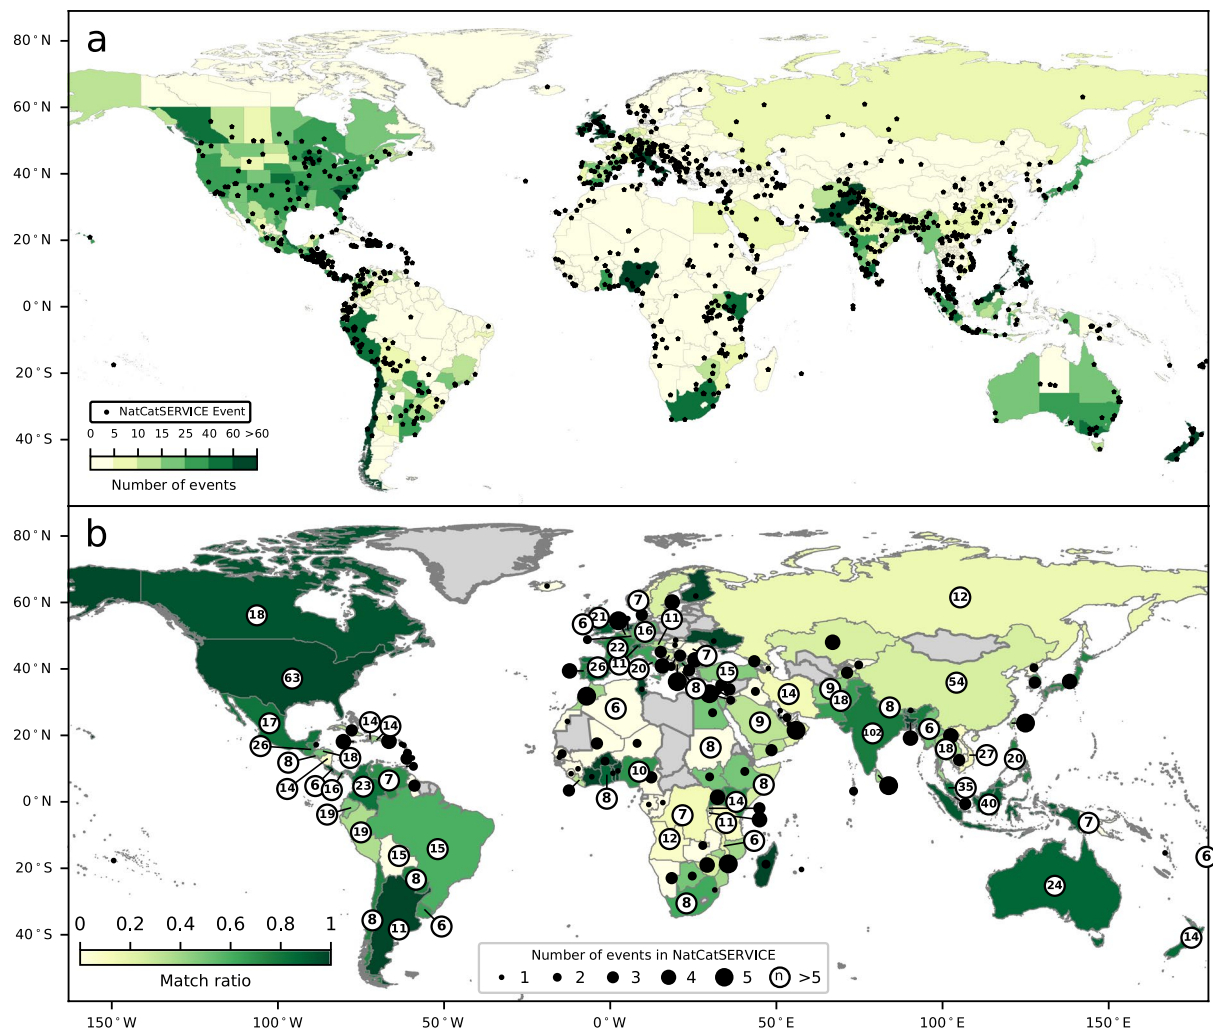 a
80°N
60°N
40°N
20°N
0°N
20°S
40°S
NatCatSERVICE Event
0 5 10 15 25 40 60 >60
Number of events
b
80°N
60°N
40°N
20°N
0°N
20°S
40°S
18
63
17
26
8
14
6
16
18
14
14
23
7
19
19
15
15
8
8
11
6
6
21
7
16
11
22
26
11
20
7
8
15
6
14
9
8
10
8
8
14
11
7
12
6
8
12
54
9
18
8
102
6
18
27
20
35
40
7
24
6
14
0 0.2 0.4 0.6 0.8 1
Match ratio
Number of events in NatCatSERVICE
1 2 3 4 5 n >5
150°W 100°W 50°W 0°W 50°E 100°E 150°E